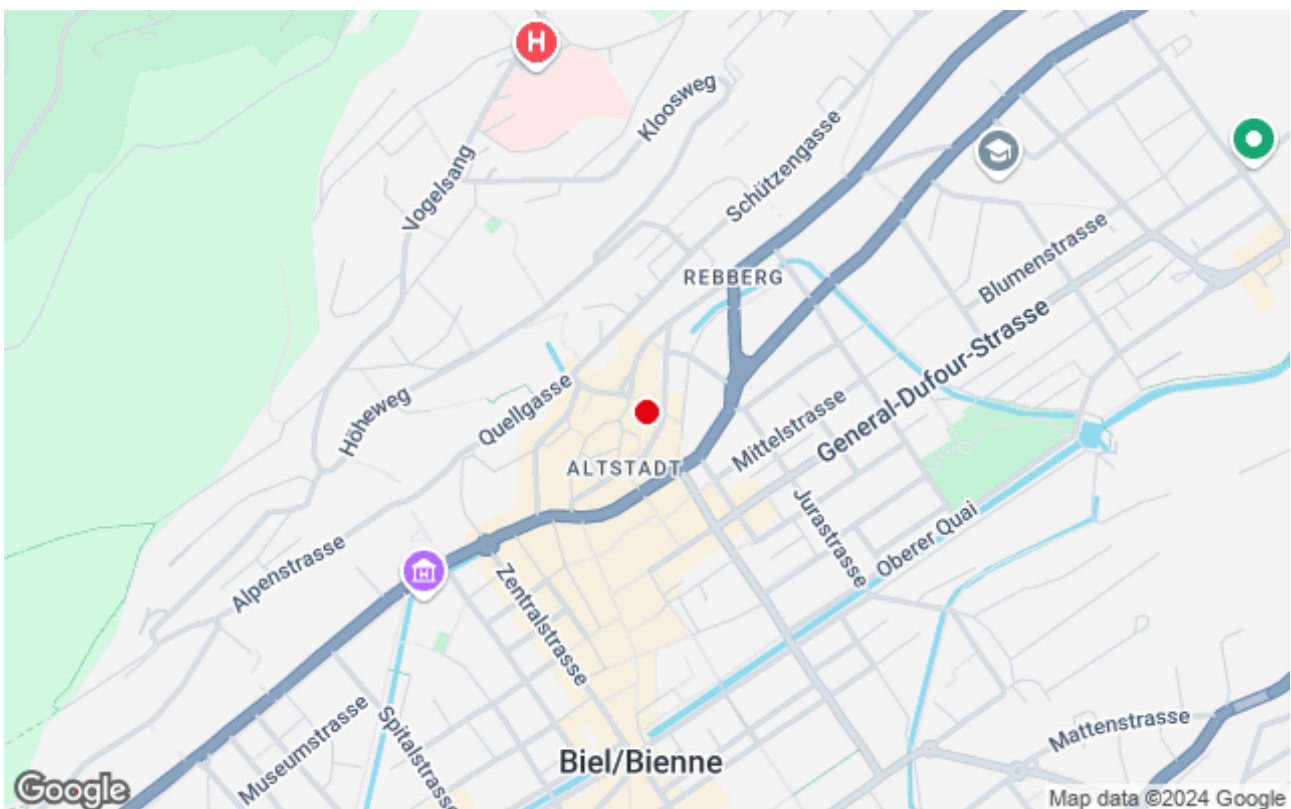 H
Kloosweg
Vogelsang
Schützengasse
REBBERG
Blumenstrasse
General-Dufour-Strasse
Höheweg
Quellgasse
Mittelstrasse
ALTSTADT
Jurastrasse
Oberer Quai
Alpenstrasse
Zentralstrasse
Museumstrasse
Spitalstrasse
Mattenstrasse
Biel/Bienne
Google
Map data ©2024 Google